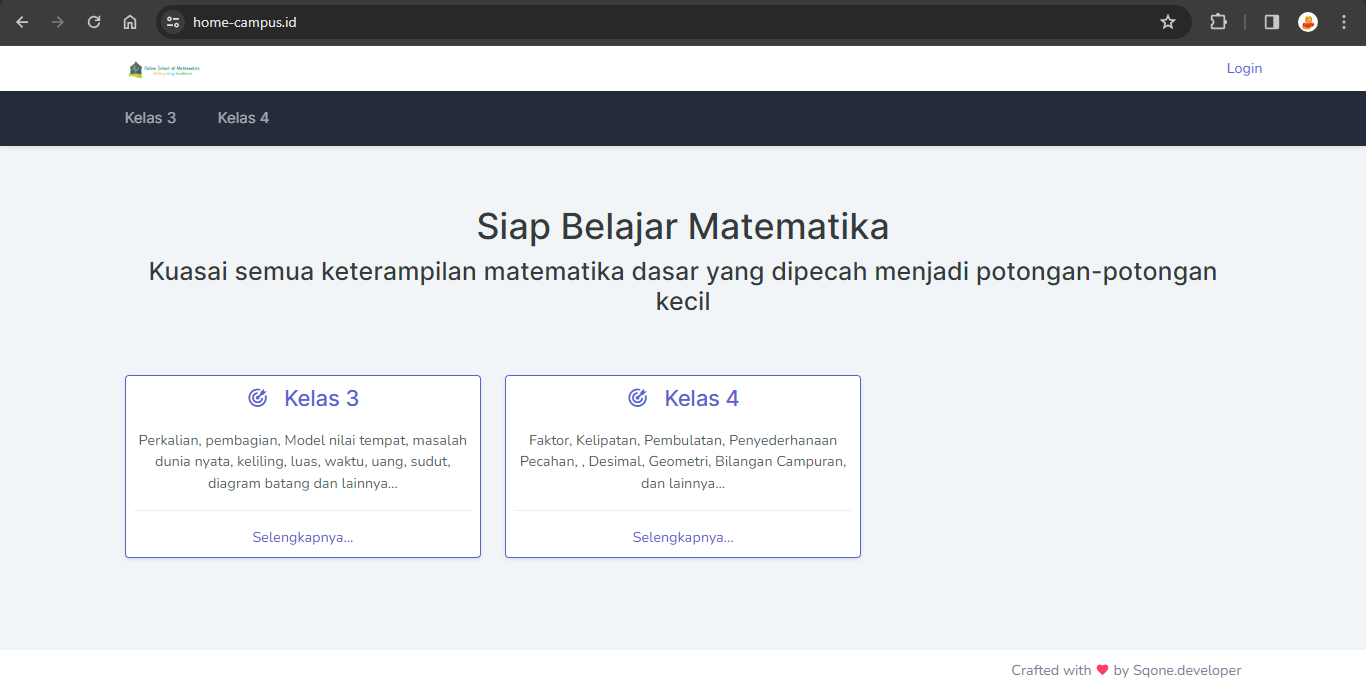 home-campus.id
Online School of Mathematics
Login
Kelas 3 Kelas 4
Siap Belajar Matematika
Kuasai semua keterampilan matematika dasar yang dipecah menjadi potongan-potongan
kecil
Kelas 3
Perkalian, pembagian, Model nilai tempat, masalah
dunia nyata, keliling, luas, waktu, uang, sudut,
diagram batang dan lainnya...
Selengkapnya...
Kelas 4
Faktor, Kelipatan, Pembulatan, Penyederhanaan
Pecahan, , Desimal, Geometri, Bilangan Campuran,
dan lainnya...
Selengkapnya...
Crafted with ❤ by Sqone.developer